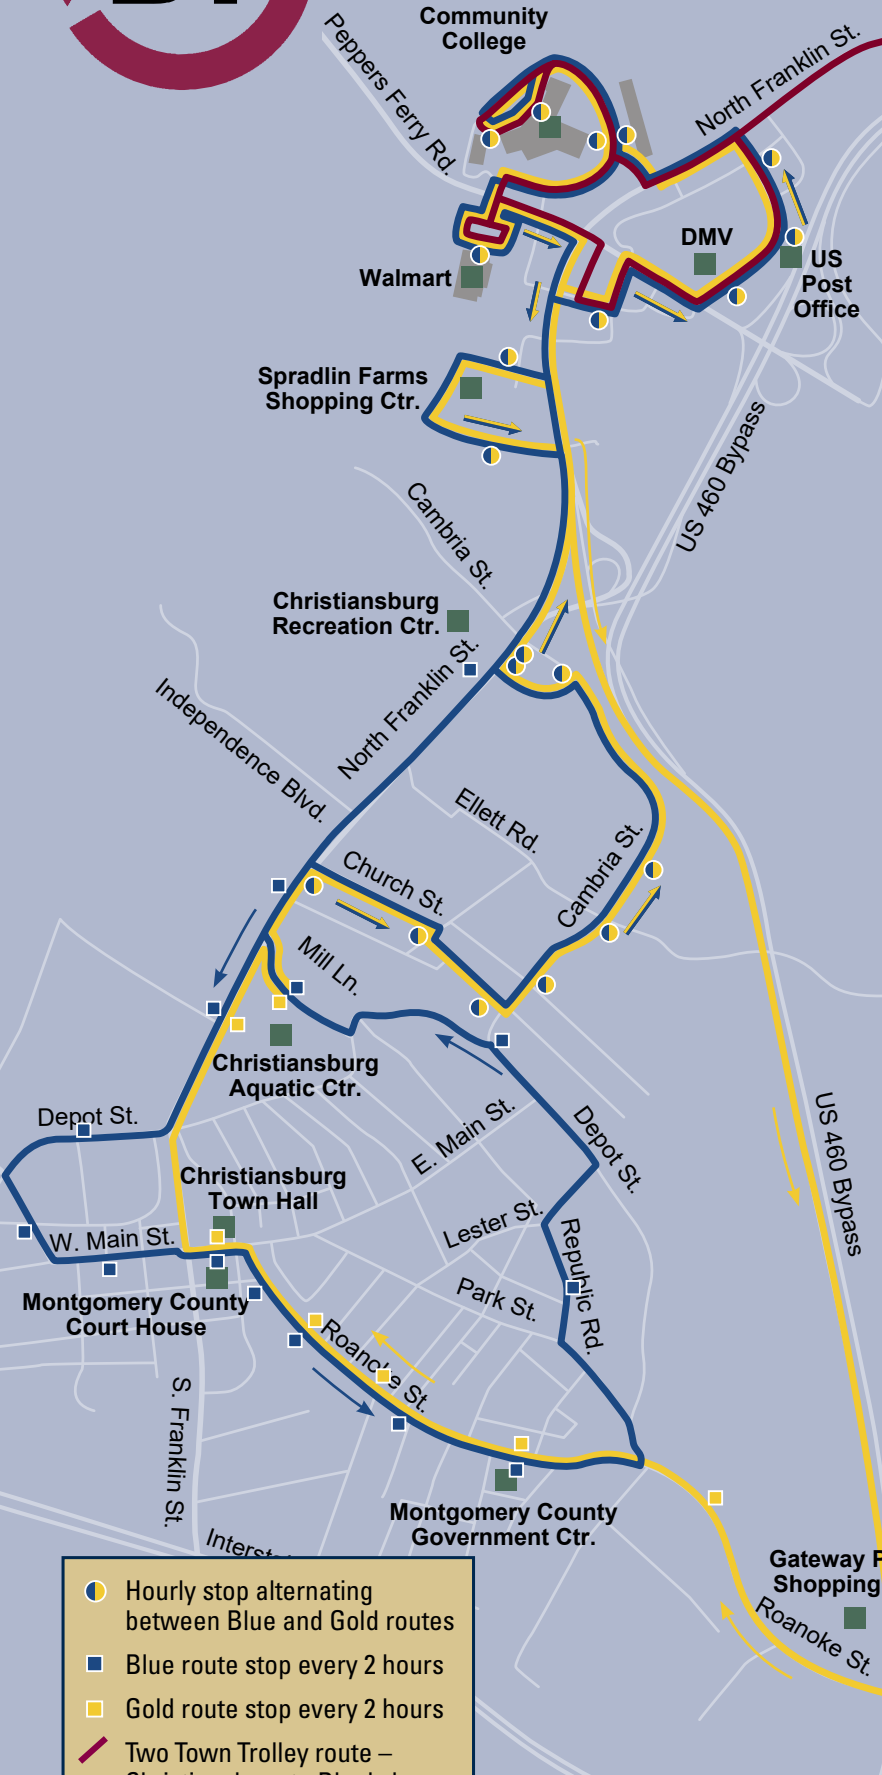 Community
College
Peppers Ferry Rd.
North Franklin St.
DMV
US
Post
Office
Walmart
Spradlin Farms
Shopping Ctr.
US 460 Bypass
Cambria St.
Christiansburg
Recreation Ctr.
North Franklin St.
Independence Blvd.
Ellett Rd.
Church St.
Cambria St.
Mill Ln.
Christiansburg
Aquatic Ctr.
Depot St.
E. Main St.
Depot St.
US 460 Bypass
Christiansburg
Town Hall
Lester St.
W. Main St.
Republic Rd.
Park St.
Montgomery County
Court House
Roanoke St.
S. Franklin St.
Montgomery County
Government Ctr.
Gateway
Shopping
Roanoke St.
Hourly stop alternating
between Blue and Gold routes
Blue route stop every 2 hours
Gold route stop every 2 hours
Two Town Trolley route –